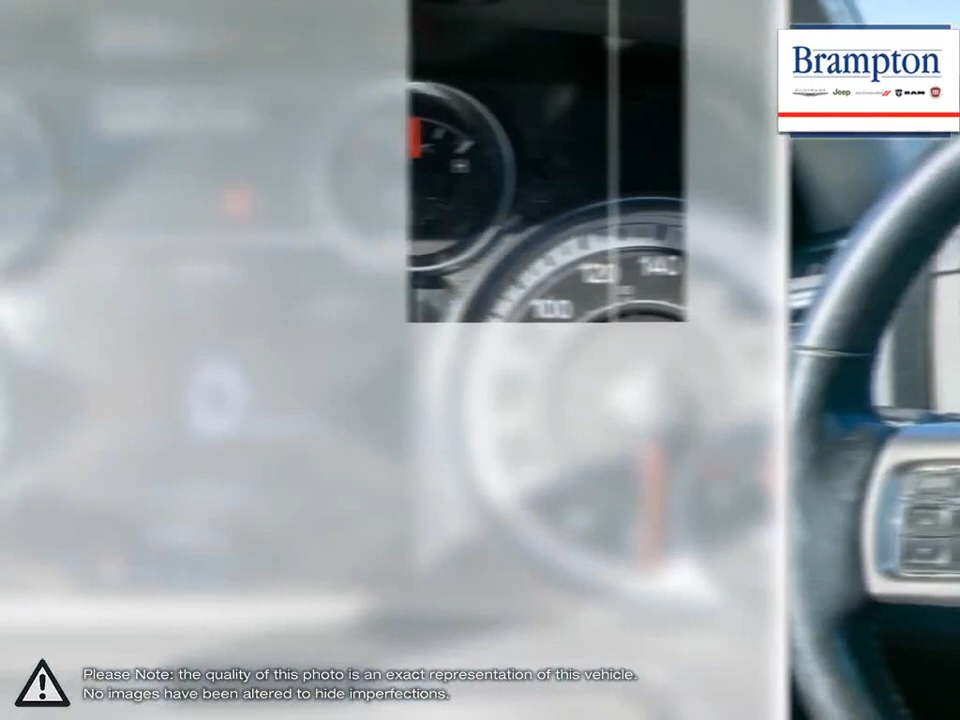 Brampton
Jeep
RAM
120 140
100
Please Note: the quality of this photo is an exact representation of this vehicle.
No images have been altered to hide imperfections.